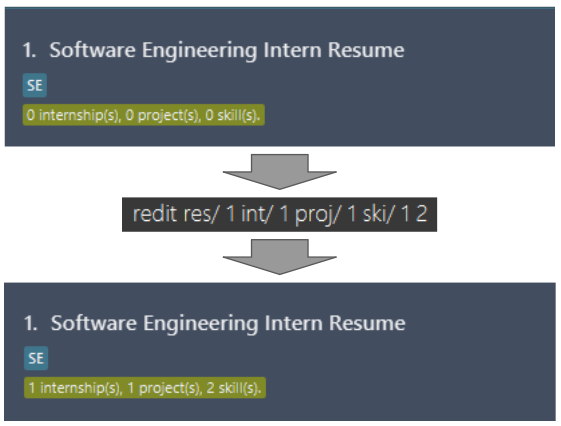 1. Software Engineering Intern Resume
SE
0 internship(s), 0 project(s), 0 skill(s).
redit res/ 1 int/ 1 proj/ 1 ski/ 1 2
1. Software Engineering Intern Resume
SE
1 internship(s), 1 project(s), 2 skill(s).